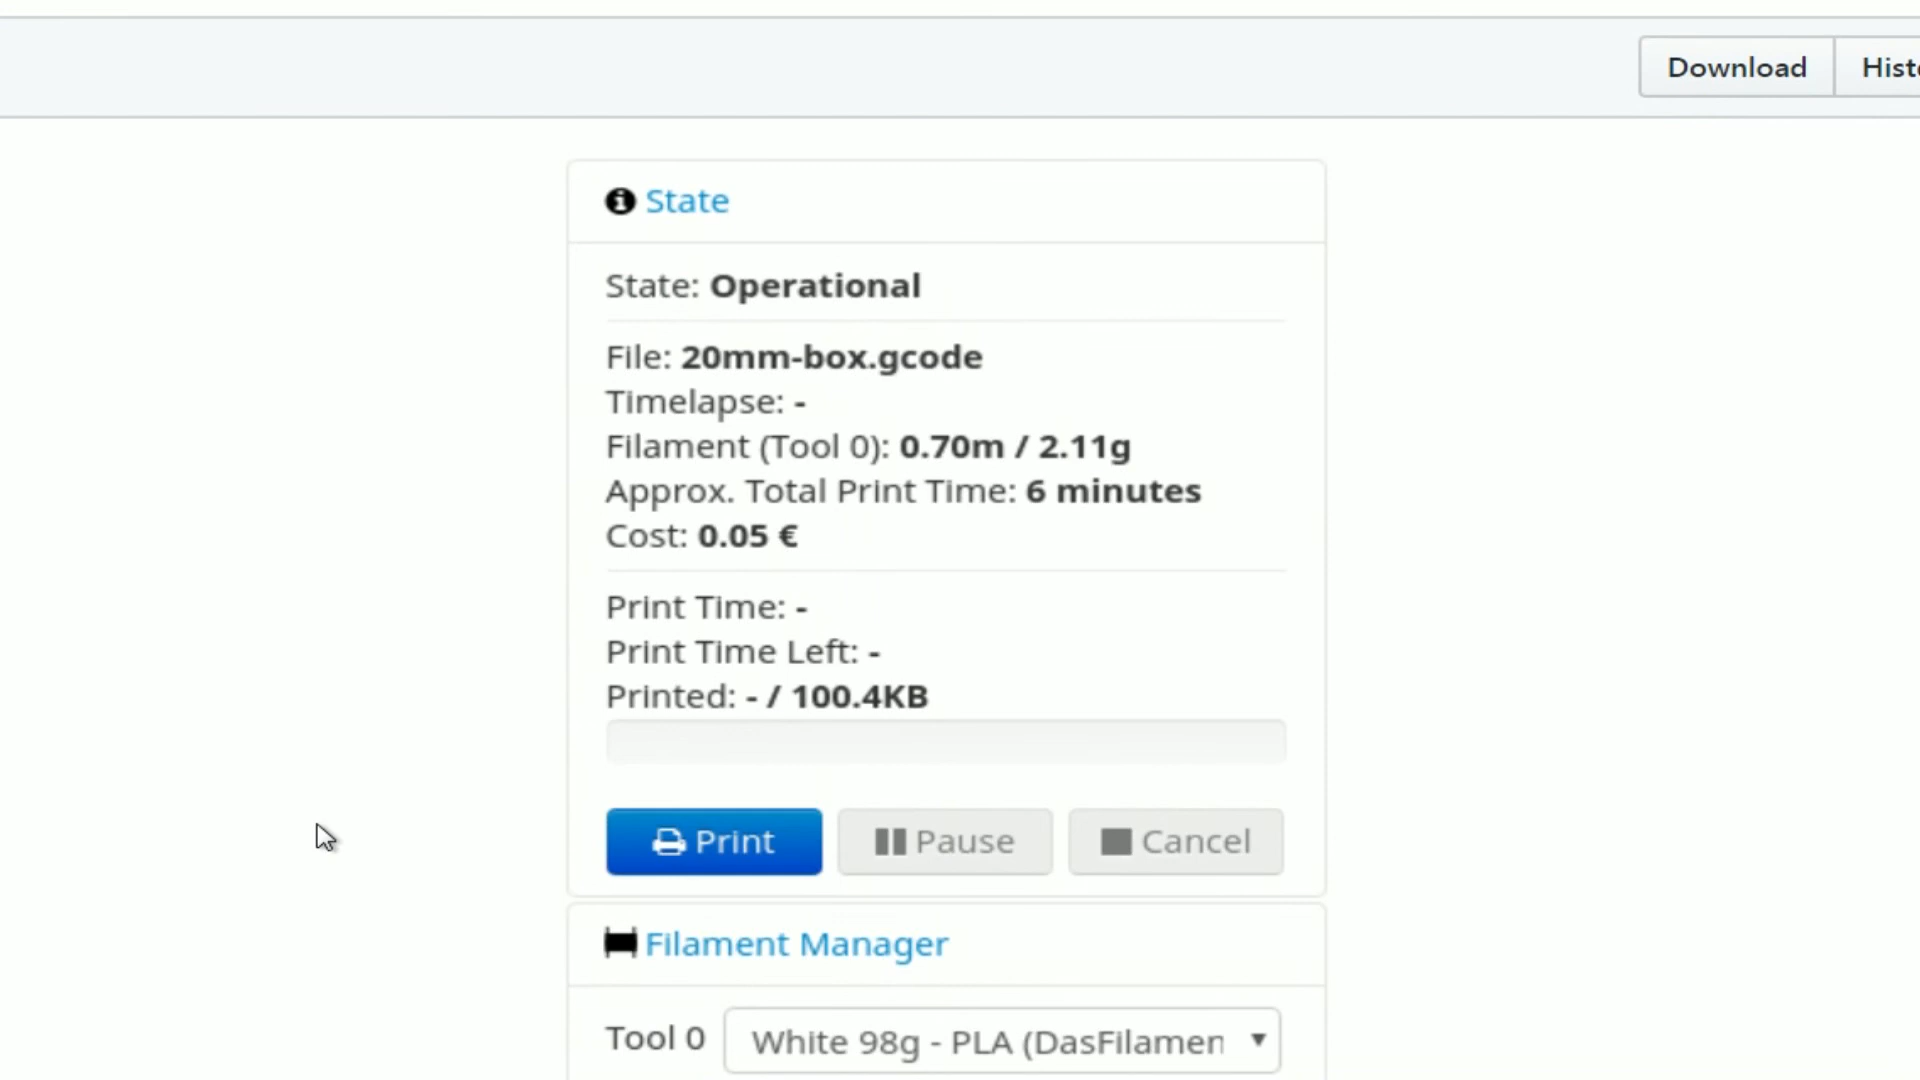 Download
State
State: Operational
File: 20mm-box.gcode
Timelapse: -
Filament (Tool 0): 0.70m / 2.11g
Approx. Total Print Time: 6 minutes
Cost: 0.05 €
Print Time: -
Print Time Left: -
Printed: - / 100.4KB
Print Pause Cancel
Filament Manager
Tool 0 White 98g - PLA (DasFilamen